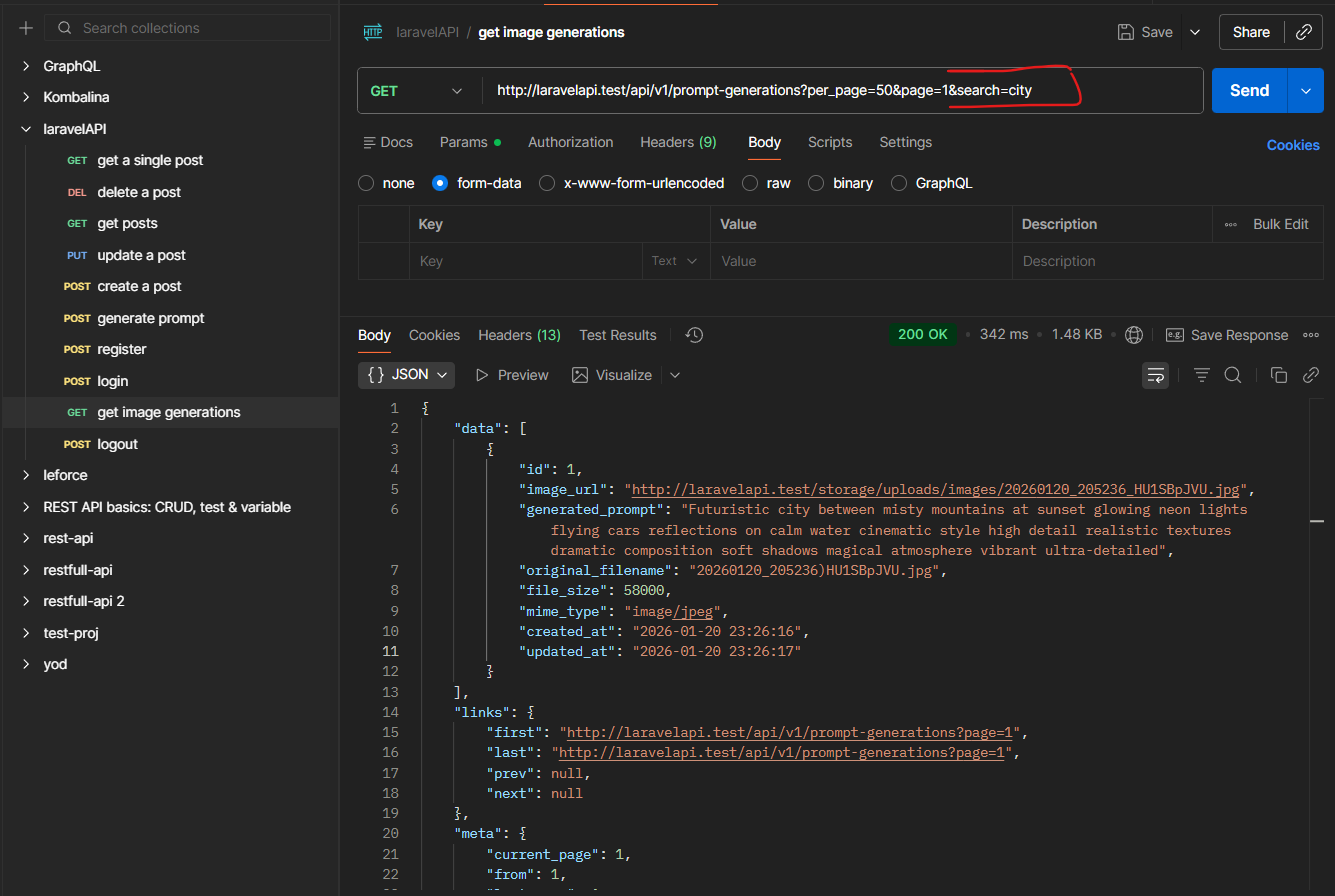 Search collections
GraphQL
Kombalina
laravelAPI
GET get a single post
DEL delete a post
GET get posts
PUT update a post
POST create a post
POST generate prompt
POST register
POST login
GET get image generations
POST logout
leforce
REST API basics: CRUD, test & variable
rest-api
restfull-api
restfull-api 2
test-proj
yod
HTTP laravelAPI / get image generations
Save Share
GET http://laravelapi.test/api/v1/prompt-generations?per_page=50&page=1&search=city Send
Docs Params Authorization Headers (9) Body Scripts Settings Cookies
none form-data x-www-form-urlencoded raw binary GraphQL
Key Value Description Bulk Edit
Key Text Value Description
Body Cookies Headers (13) Test Results 200 OK • 342 ms • 1.48 KB • e.g. Save Response
{} JSON Preview Visualize
1 {
2 "data": [
3 {
4 "id": 1,
5 "image_url": "http://laravelapi.test/storage/uploads/images/20260120_205236_HU1SBpJVU.jpg",
6 "generated_prompt": "Futuristic city between misty mountains at sunset glowing neon lights
flying cars reflections on calm water cinematic style high detail realistic textures
dramatic composition soft shadows magical atmosphere vibrant ultra-detailed",
7 "original_filename": "20260120_205236)HU1SBpJVU.jpg",
8 "file_size": 58000,
9 "mime_type": "image/jpeg",
10 "created_at": "2026-01-20 23:26:16",
11 "updated_at": "2026-01-20 23:26:17"
12 }
13 ],
14 "links": {
15 "first": "http://laravelapi.test/api/v1/prompt-generations?page=1",
16 "last": "http://laravelapi.test/api/v1/prompt-generations?page=1",
17 "prev": null,
18 "next": null
19 },
20 "meta": {
21 "current_page": 1,
22 "from": 1,